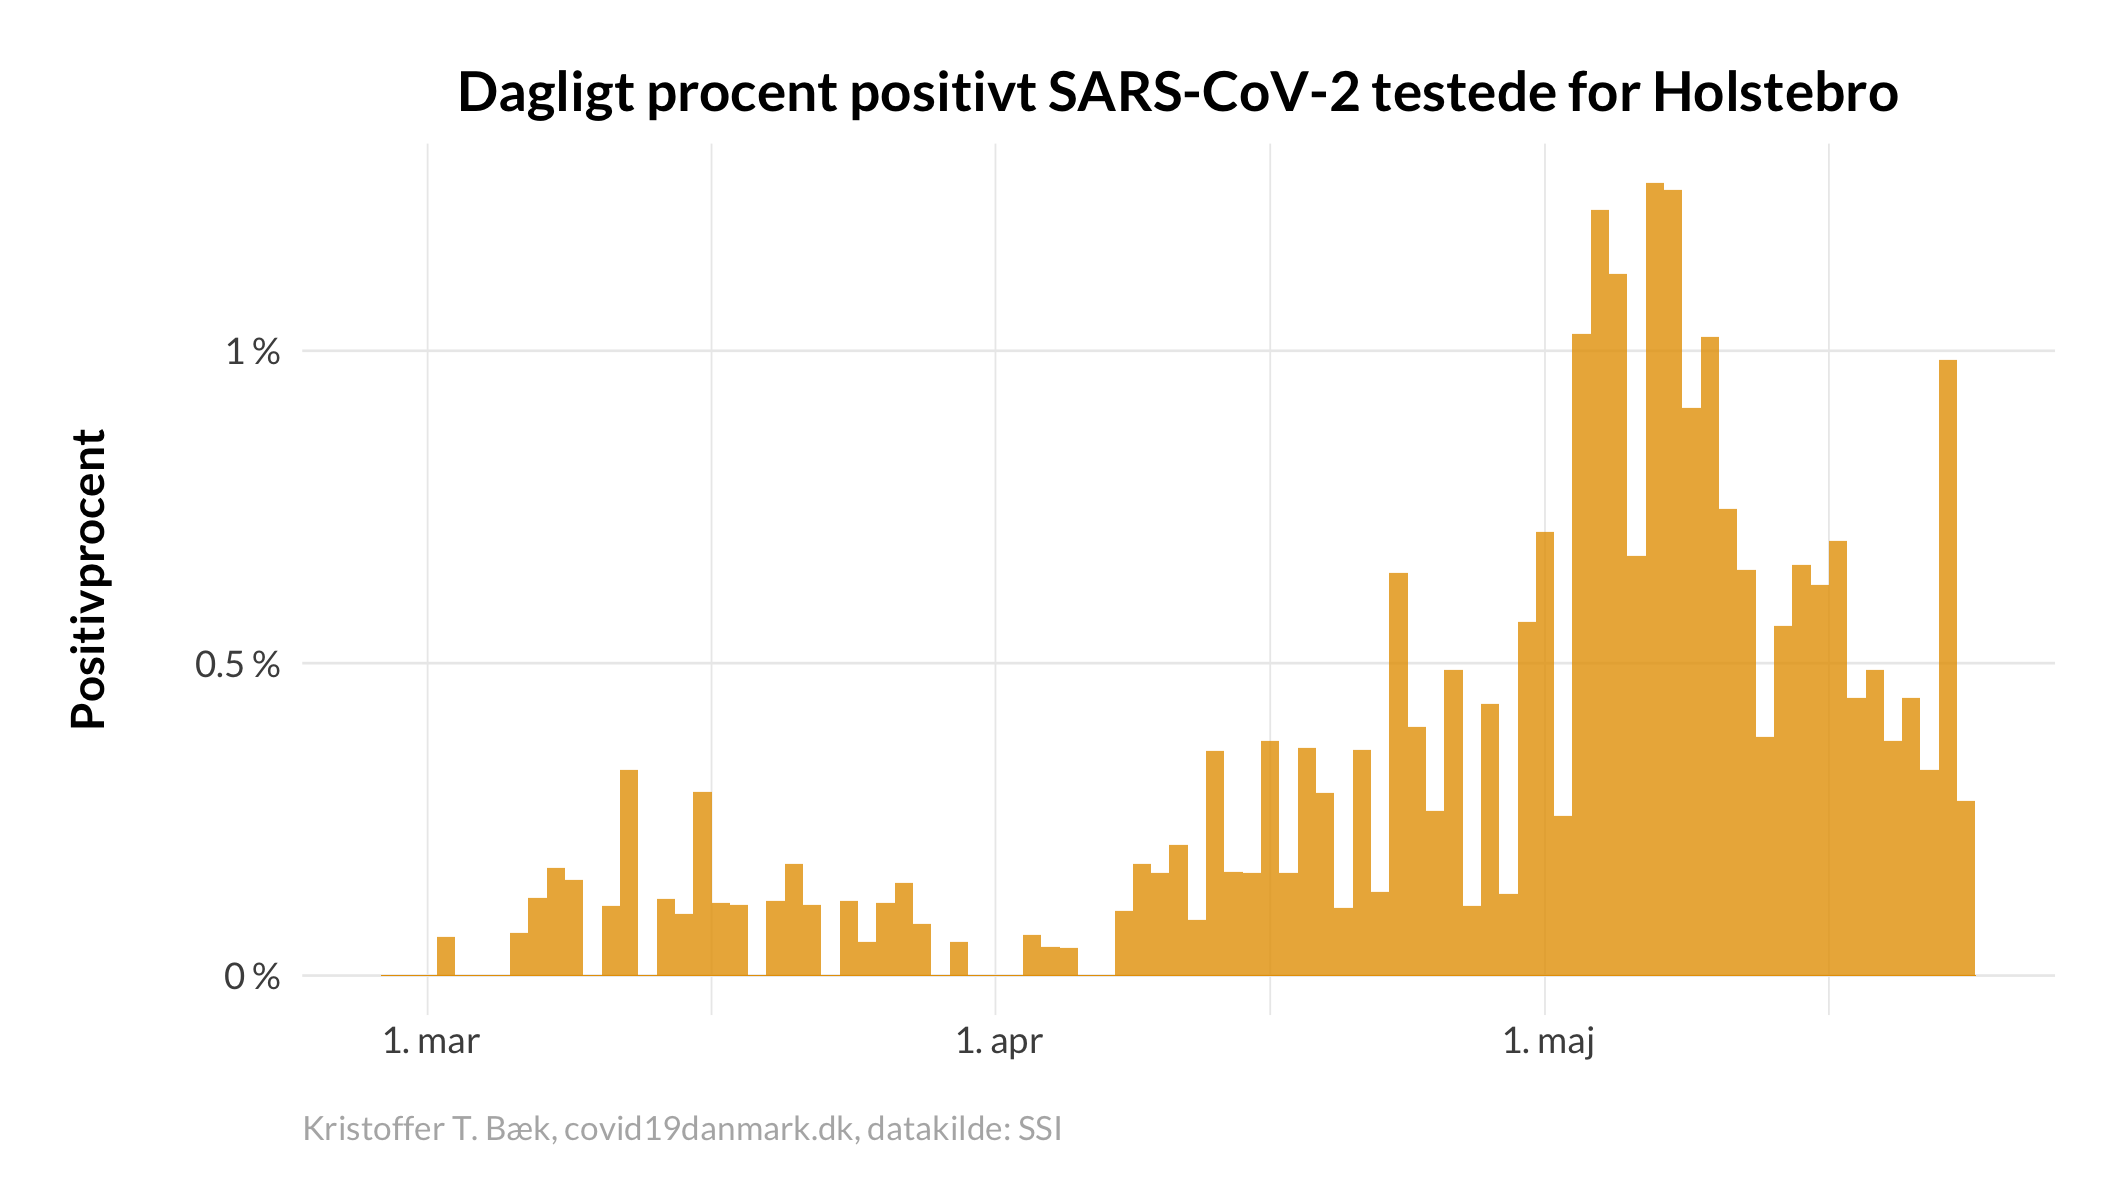 Dagligt procent positivt SARS-CoV-2 testede for Holstebro
Positivprocent
1 %
0.5 %
0 %
1. mar
1. apr
1. maj
Kristoffer T. Bæk, covid19danmark.dk, datakilde: SSI